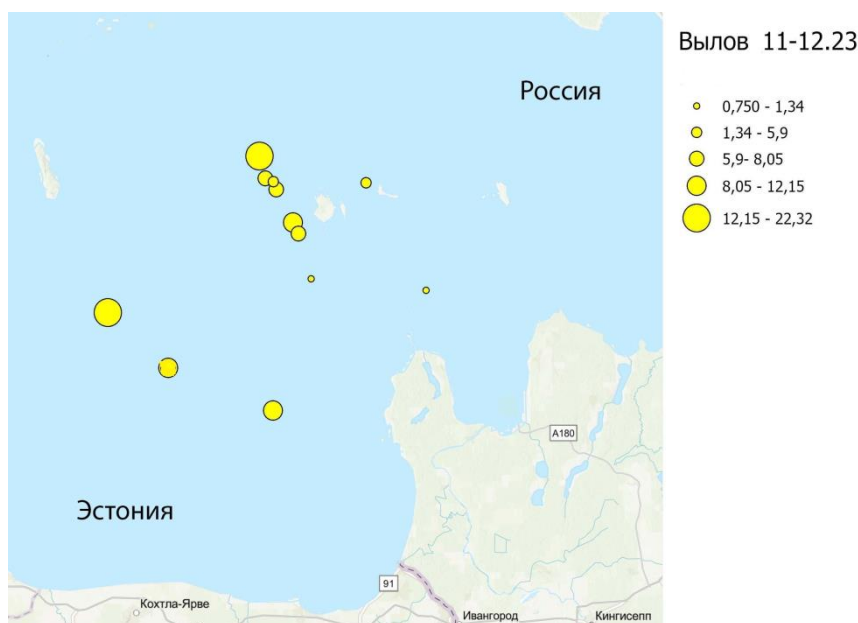 Вылов 11-12.23
Россия
0,750 - 1,34
1,34 - 5,9
5,9- 8,05
8,05 - 12,15
12,15 - 22,32
A180
Эстония
91
Кохтла-Ярве
Ивангород
Кингисепп